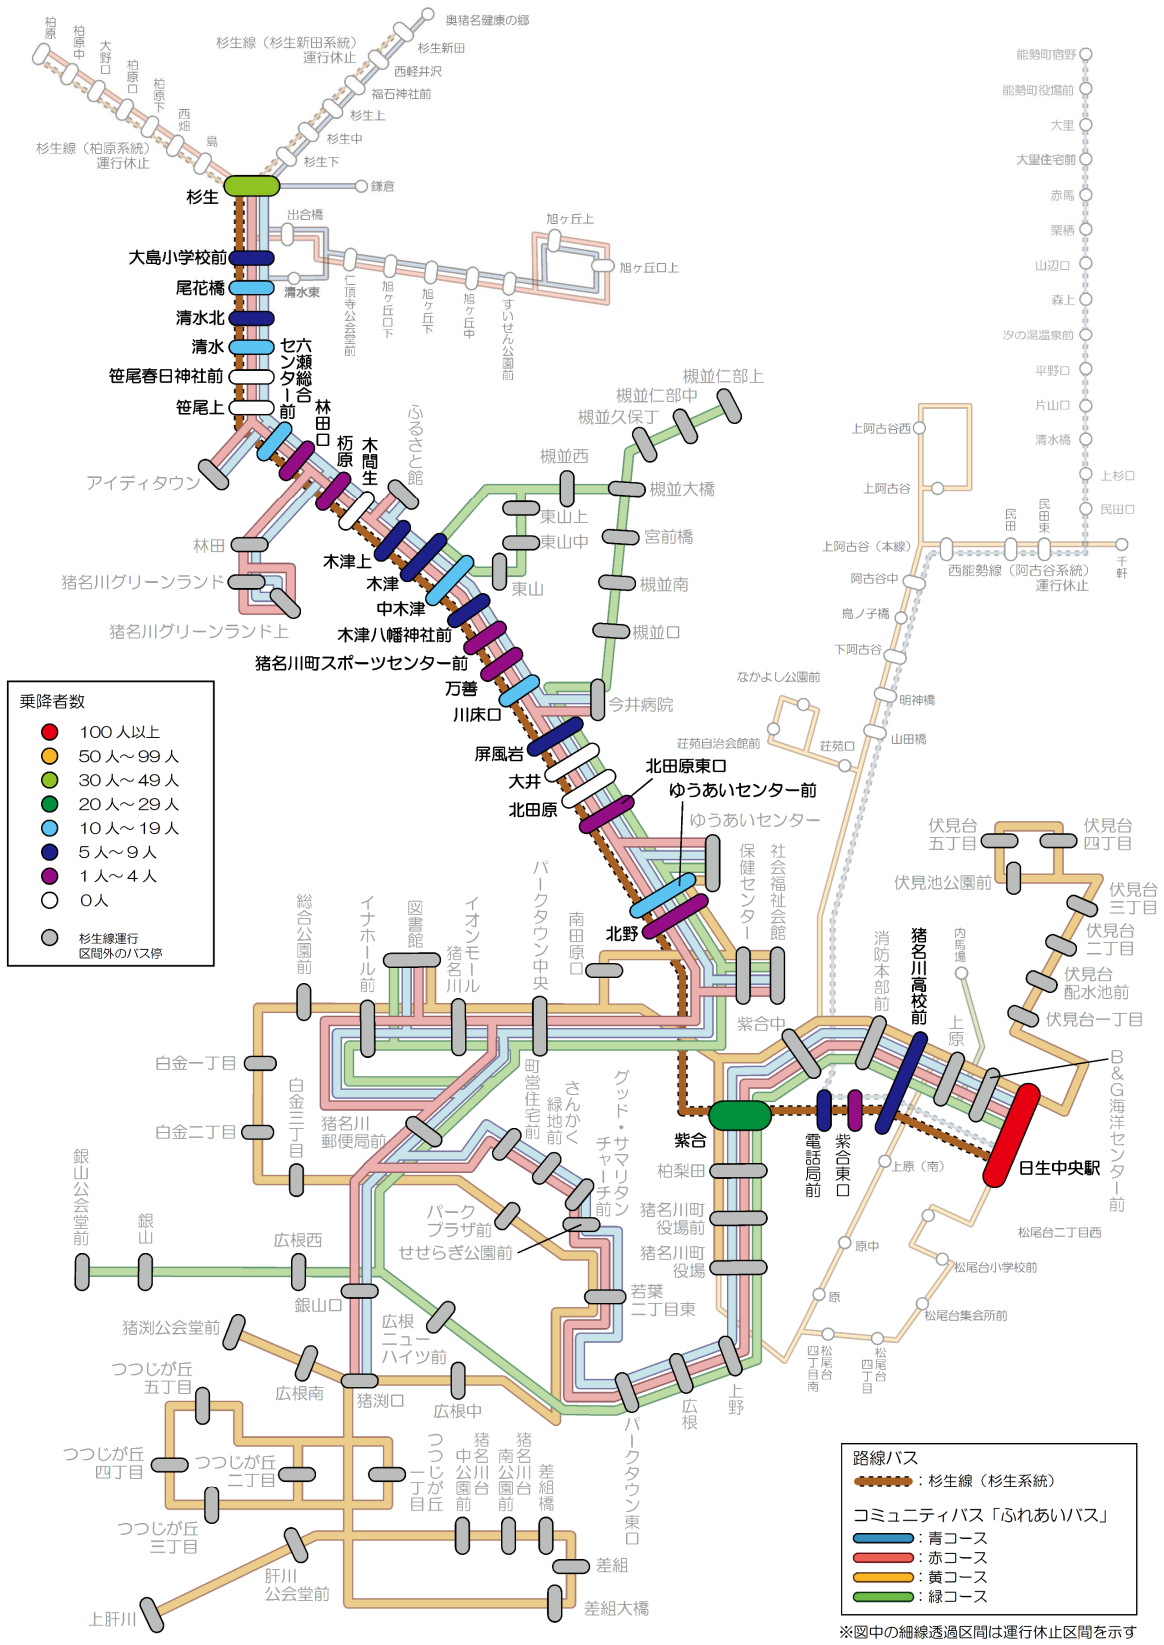 柏原
柏原中
大野口
柏原口
柏原下
西畑
島
杉生線（柏原系統）
運行休止
杉生線（杉生新田系統）
運行休止
奥猪名健康の郷
杉生新田
西軽井沢
福石神社前
杉生上
杉生中
杉生下
鎌倉
杉生
出合橋
清水東
仁頂寺公会堂前
旭ヶ丘口下
旭ヶ丘下
旭ヶ丘中
すいせん公園前
旭ヶ丘上
旭ヶ丘口上
大島小学校前
尾花橋
清水北
清水
笹尾春日神社前
笹尾上
六瀬総合
センター前
林田口
杤原
木間生
ふるさと館
アイディタウン
林田
猪名川グリーンランド
猪名川グリーンランド上
木津上
木津
中木津
木津八幡神社前
猪名川町スポーツセンター前
万善
川床口
屏風岩
大井
北田原
北田原東口
ゆうあいセンター前
ゆうあいセンター
北野
槻並仁部上
槻並仁部中
槻並久保丁
槻並西
槻並大橋
東山上
東山中
東山
宮前橋
槻並南
槻並口
今井病院
能勢町宿野
能勢町役場前
大里
大里住宅前
赤馬
栗栖
山辺口
森上
汐の湯温泉前
平野口
片山口
清水橋
上杉口
民田口
民田
民田東
上阿古谷西
上阿古谷
上阿古谷（本線）
西能勢線（阿古谷系統）
運行休止
千軒
阿古谷中
鳥ノ子橋
下阿古谷
明神橋
山田橋
なかよし公園前
荘苑自治会館前
荘苑口
乗降者数
100人以上
50人～99人
30人～49人
20人～29人
10人～19人
5人～9人
1人～4人
0人
杉生線運行
区間外のバス停
保健センター
社会福祉会館
総合公園前
イナホール前
図書館
イオンモール
猪名川
パークタウン中央
南田原口
紫合中
消防本部前
猪名川高校前
内馬場
上原
伏見台
五丁目
伏見台
四丁目
伏見池公園前
伏見台
三丁目
伏見台
二丁目
伏見台
配水池前
伏見台一丁目
B&G海洋センター前
日生中央駅
白金一丁目
白金二丁目
白金三丁目
猪名川
郵便局前
町営住宅前
さんかく
緑地前
グッド・サマリタン
チャーチ前
紫合
電話局前
紫合東口
上原（南）
柏梨田
猪名川町
役場前
猪名川町
役場
原中
原
松尾台二丁目西
松尾台小学校前
松尾台集会所前
松尾台
四丁目南
松尾台
四丁目
銀山公会堂前
銀山
広根西
銀山口
パーク
プラザ前
せせらぎ公園前
若葉
二丁目東
広根
ニュー
ハイツ前
猪渕公会堂前
広根南
猪渕口
広根中
パークタウン東口
広根
上野
つつじが丘
五丁目
つつじが丘
四丁目
つつじが丘
二丁目
つつじが丘
一丁目
つつじが丘
三丁目
猪名川台
中公園前
猪名川台
南公園前
差組橋
差組
差組大橋
肝川
公会堂前
上肝川
路線バス
：杉生線（杉生系統）
コミュニティバス「ふれあいバス」
：青コース
：赤コース
：黄コース
：緑コース
※図中の細線透過区間は運行休止区間を示す